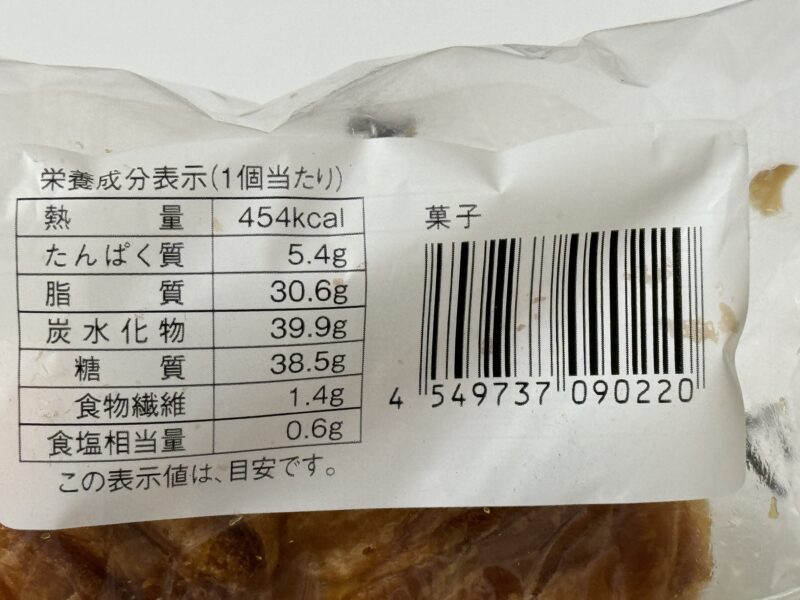 栄養成分表示(1個当たり)
熱量 454kcal
たんぱく質 5.4g
脂質 30.6g
炭水化物 39.9g
糖質 38.5g
食物繊維 1.4g
食塩相当量 0.6g
この表示値は、目安です。
菓子
4 549737 090220